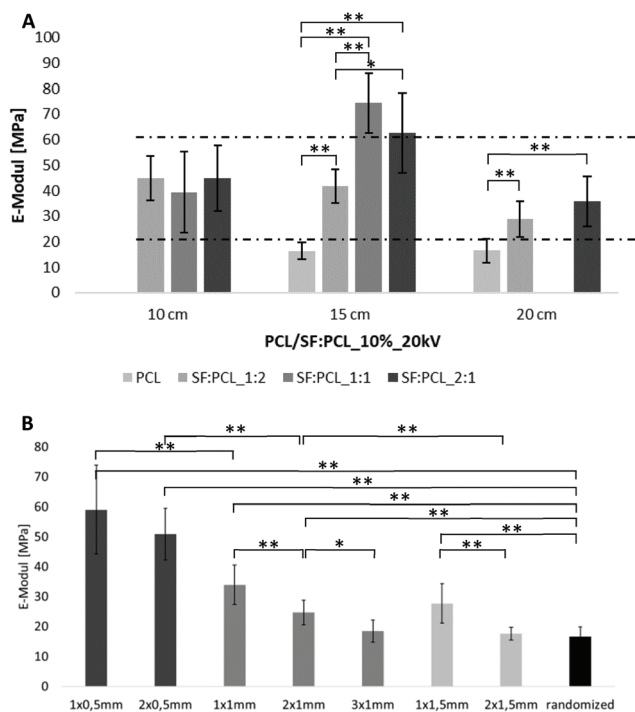 A
E-Modul [MPa]
100
90
80
70
60
50
40
30
20
10
0
**
**
**
*
**
**
**
10 cm
15 cm
20 cm
PCL/SF:PCL_10%_20kV
PCL
SF:PCL_1:2
SF:PCL_1:1
SF:PCL_2:1
B
E-Modul [MPa]
80
70
60
50
40
30
20
10
0
**
**
**
**
**
**
**
**
**
*
**
1x0,5mm
2x0,5mm
1x1mm
2x1mm
3x1mm
1x1,5mm
2x1,5mm
randomized